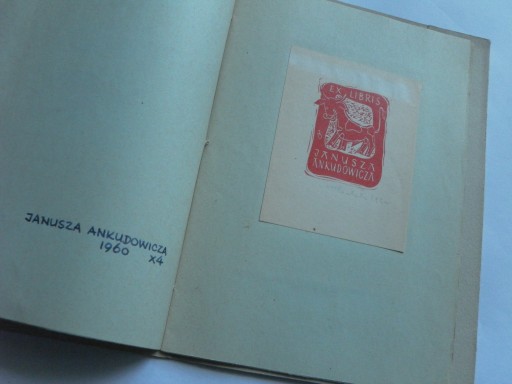 JANUSZA ANKUDOWICZA
1960 X4
EX LIBRIS
JANUSZA
ANKUDOWICZA